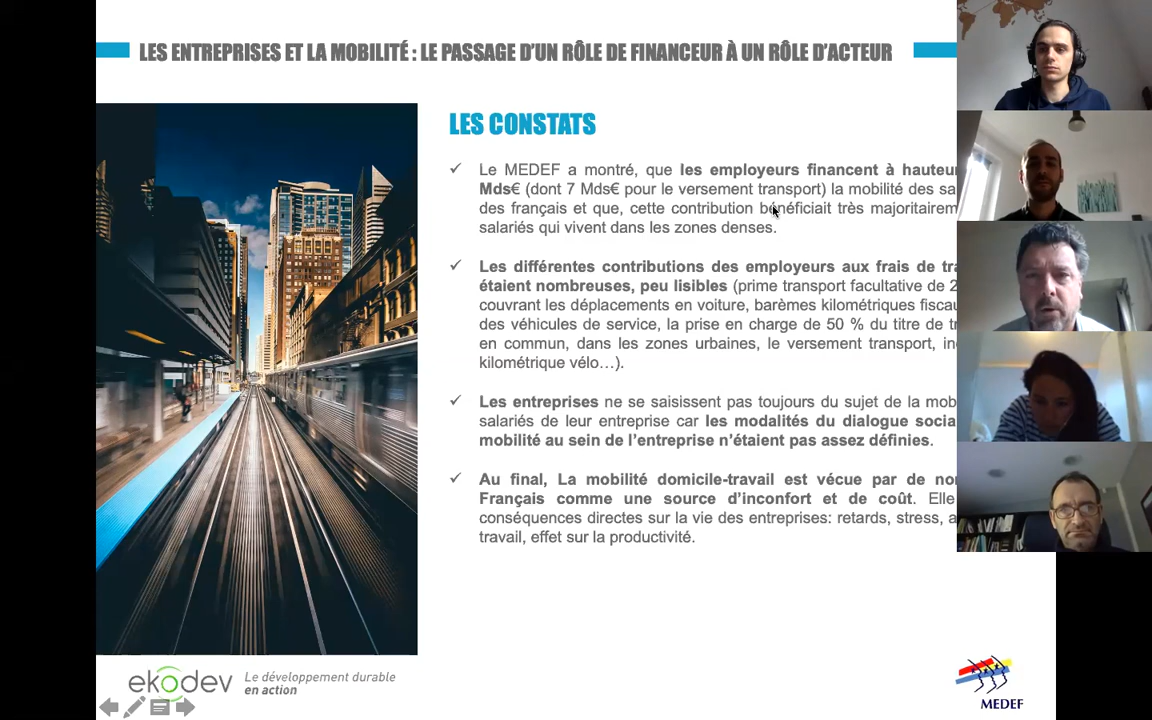 LES ENTREPRISES ET LA MOBILITÉ : LE PASSAGE D'UN RÔLE DE FINANCEUR À UN RÔLE D'ACTEUR
LES CONSTATS
✓ Le MEDEF a montré, que les employeurs financent à hauteur
Mds€ (dont 7 Mds€ pour le versement transport) la mobilité des
des français et que, cette contribution bénéficiait très
salariés qui vivent dans les zones denses.
✓ Les différentes contributions des employeurs aux frais de
étaient nombreuses, peu lisibles (prime transport facultative de
couvrant les déplacements en voiture, barèmes kilométriques
des véhicules de service, la prise en charge de 50 % du titre de
en commun, dans les zones urbaines, le versement transport,
kilométrique vélo…).
✓ Les entreprises ne se saisissent pas toujours du sujet de la
salariés de leur entreprise car les modalités du dialogue
mobilité au sein de l'entreprise n'étaient pas assez définies.
✓ Au final, La mobilité domicile-travail est vécue par de
Français comme une source d'inconfort et de coût. Elle
conséquences directes sur la vie des entreprises: retards, stress,
travail, effet sur la productivité.
ekodev
Le développement durable
en action
MEDEF